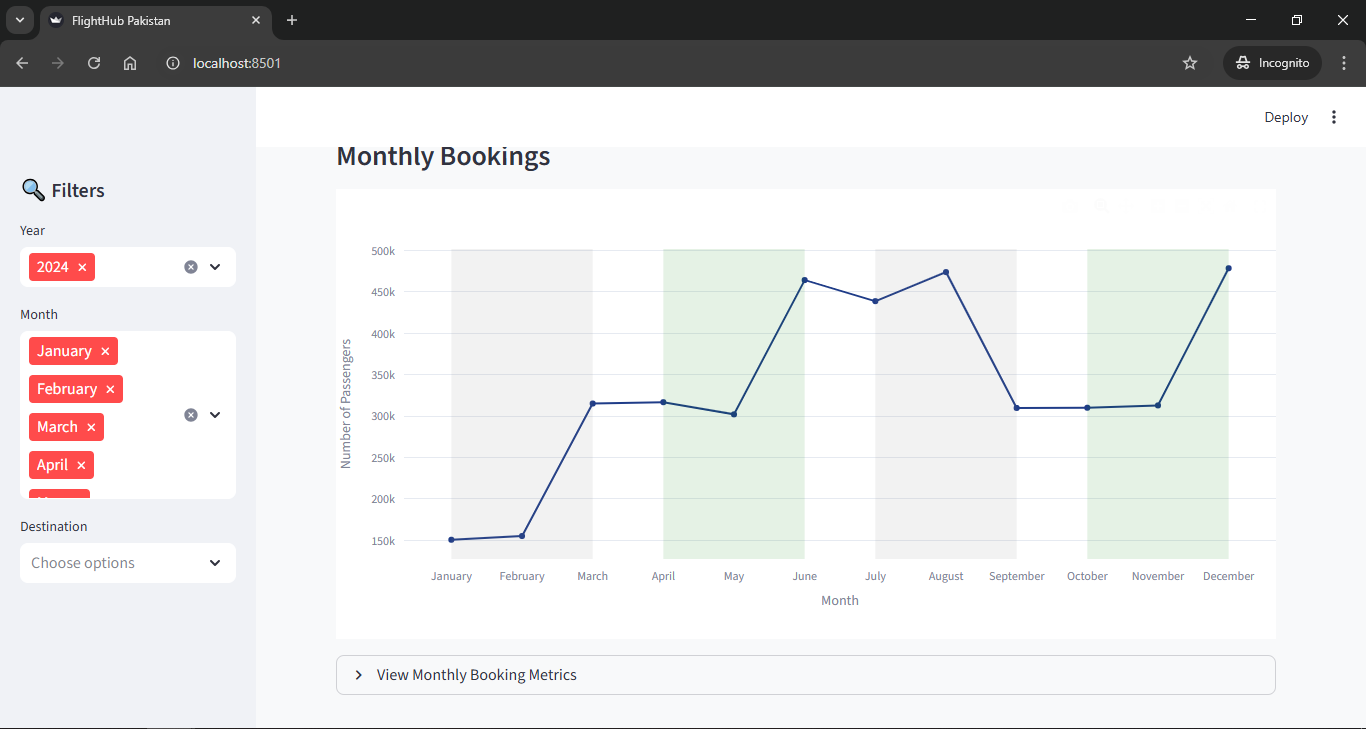 FlightHub Pakistan
localhost:8501
Incognito
Deploy
Filters
Year
2024
Month
January
February
March
April
Destination
Choose options
Monthly Bookings
Number of Passengers
500k
450k
400k
350k
300k
250k
200k
150k
January February March April May June July August September October November December
Month
View Monthly Booking Metrics